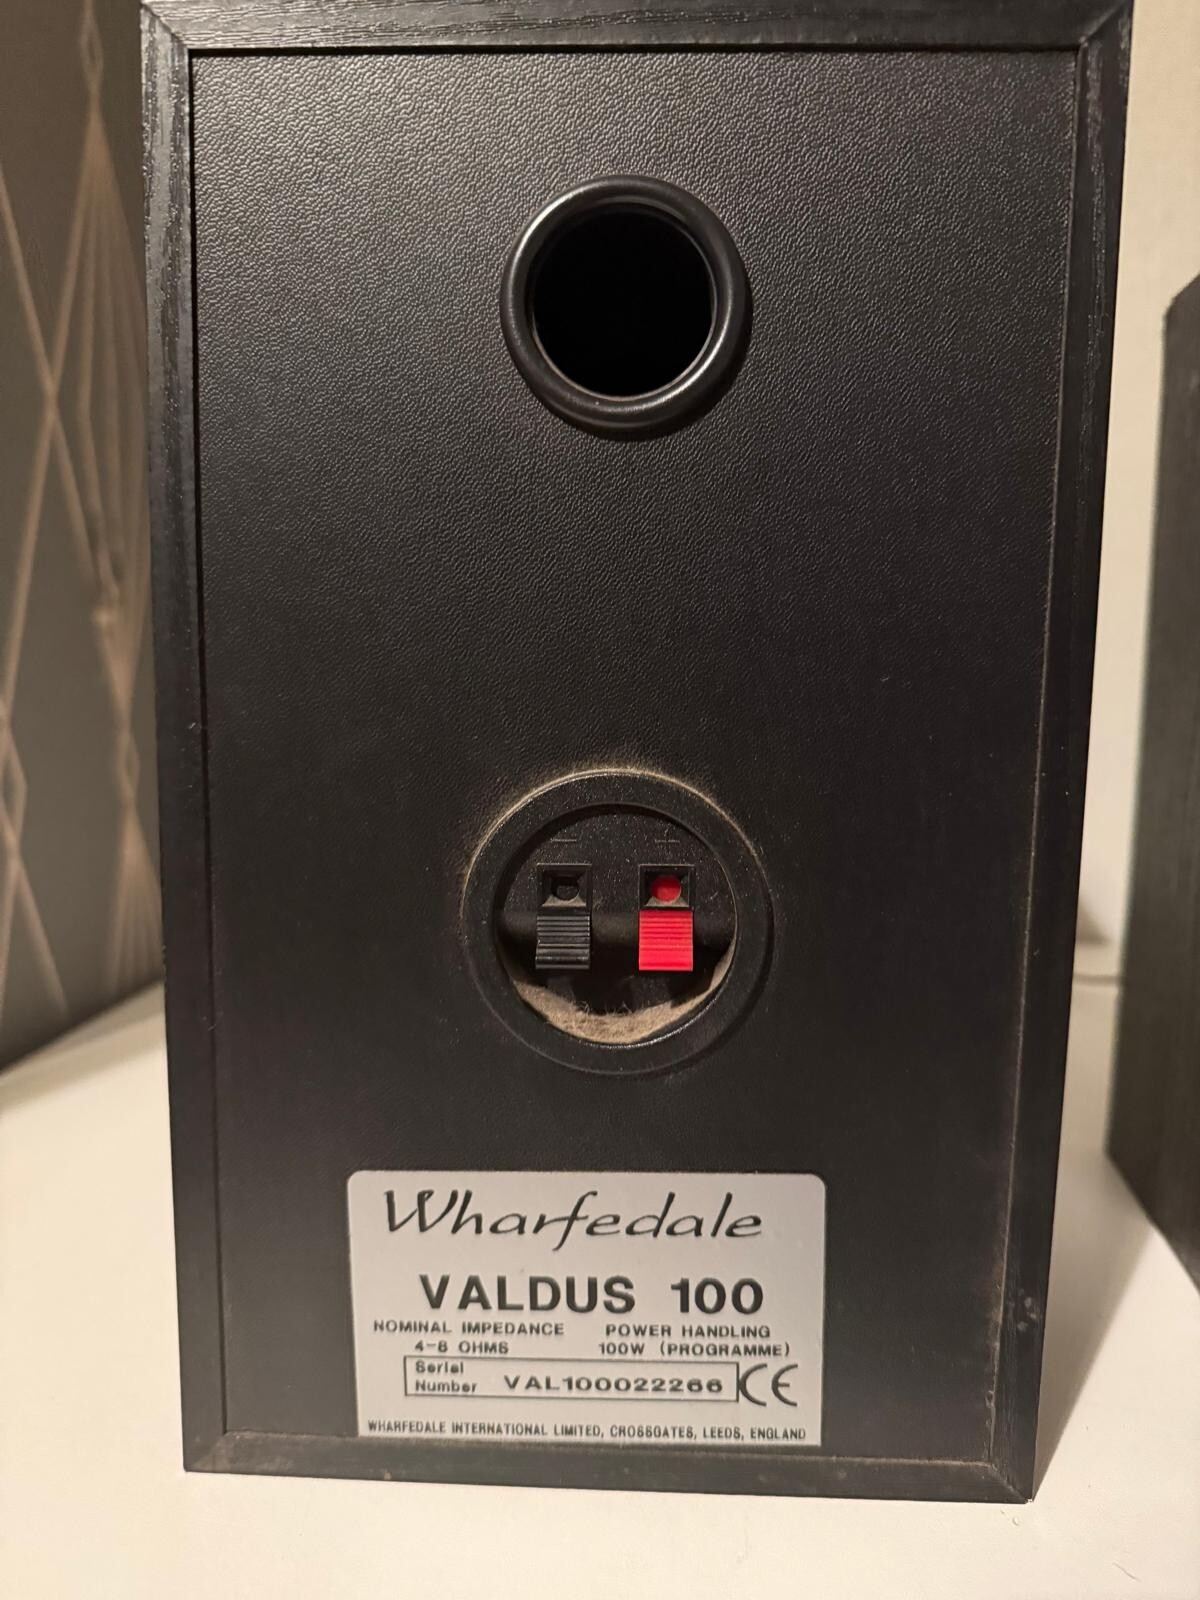 – +
Wharfedale
VALDUS 100
NOMINAL IMPEDANCE POWER HANDLING
4-8 OHMS 100W (PROGRAMME)
Serial
Number VAL100022266 CE
WHARFEDALE INTERNATIONAL LIMITED, CROSSGATES, LEEDS, ENGLAND